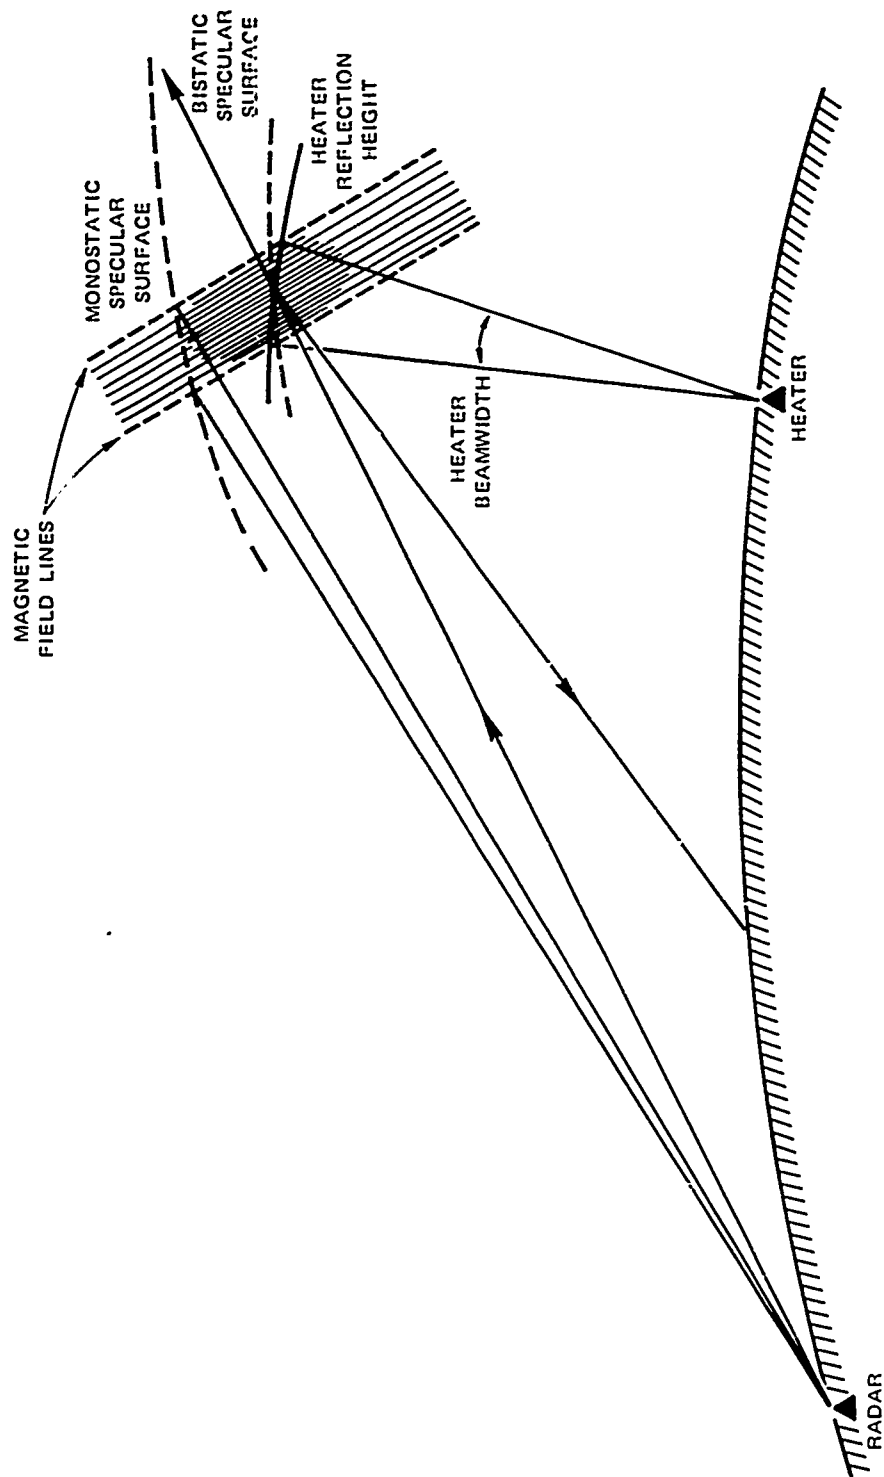 MAGNETIC
FIELD LINES
MONOSTATIC
SPECULAR
SURFACE
BISTATIC
SPECULAR
SURFACE
HEATER
REFLECTION
HEIGHT
HEATER
BEAMWIDTH
HEATER
RADAR